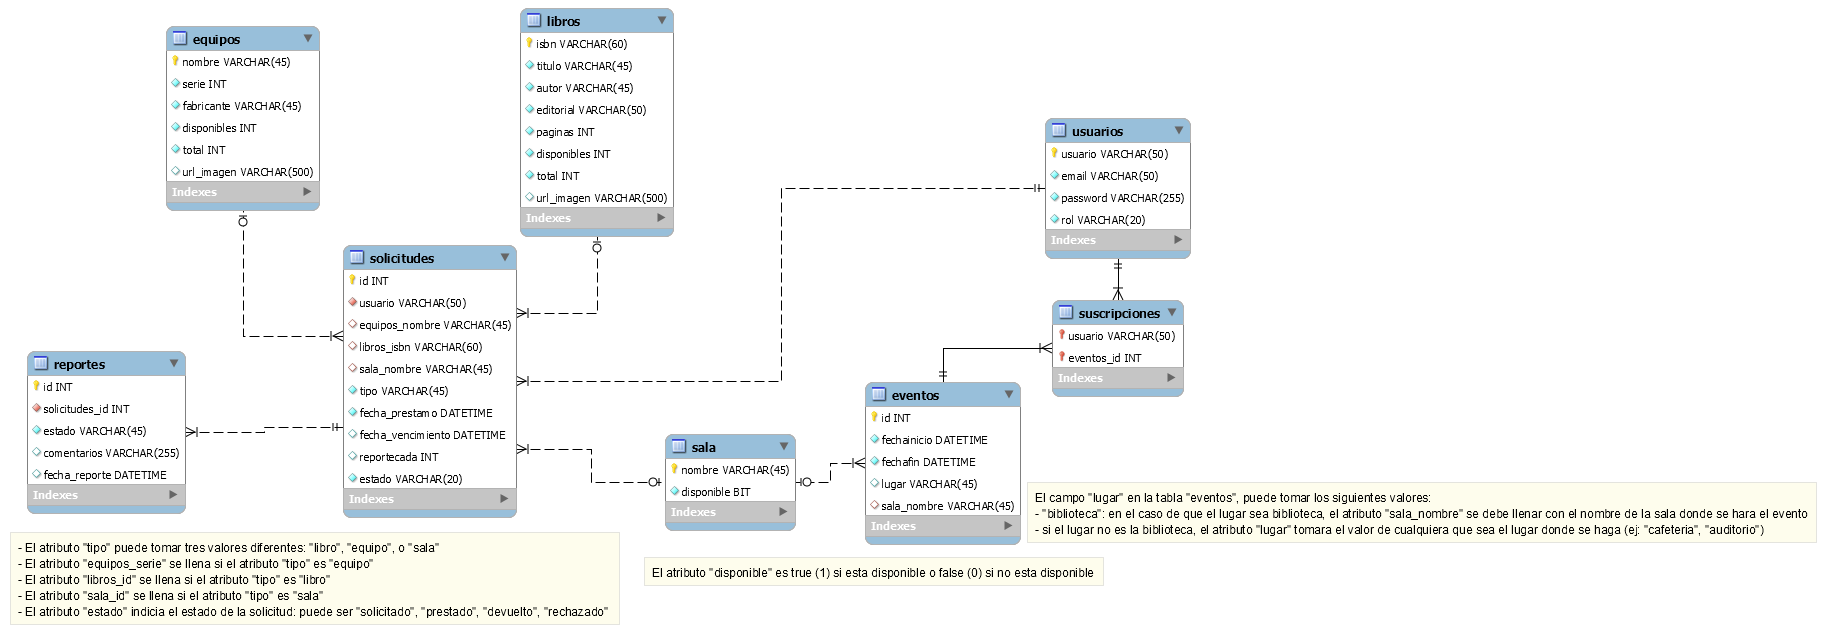 equipos
nombre VARCHAR(45)
serie INT
fabricante VARCHAR(45)
disponibles INT
total INT
url_imagen VARCHAR(500)
Indexes
libros
isbn VARCHAR(60)
titulo VARCHAR(45)
autor VARCHAR(45)
editorial VARCHAR(50)
paginas INT
disponibles INT
total INT
url_imagen VARCHAR(500)
Indexes
usuarios
usuario VARCHAR(50)
email VARCHAR(50)
password VARCHAR(255)
rol VARCHAR(20)
Indexes
solicitudes
id INT
usuario VARCHAR(50)
equipos_nombre VARCHAR(45)
libros_isbn VARCHAR(60)
sala_nombre VARCHAR(45)
tipo VARCHAR(45)
fecha_prestamo DATETIME
fecha_vencimiento DATETIME
reportecada INT
estado VARCHAR(20)
Indexes
suscripciones
usuario VARCHAR(50)
eventos_id INT
Indexes
reportes
id INT
solicitudes_id INT
estado VARCHAR(45)
comentarios VARCHAR(255)
fecha_reporte DATETIME
Indexes
sala
nombre VARCHAR(45)
disponible BIT
Indexes
eventos
id INT
fechainicio DATETIME
fechafin DATETIME
lugar VARCHAR(45)
sala_nombre VARCHAR(45)
Indexes
El campo "lugar" en la tabla "eventos", puede tomar los siguientes valores:
- "biblioteca": en el caso de que el lugar sea biblioteca, el atributo "sala_nombre" se debe llenar con el nombre de la sala donde se hara el evento
- si el lugar no es la biblioteca, el atributo "lugar" tomara el valor de cualquiera que sea el lugar donde se haga (ej: "cafeteria", "auditorio")
- El atributo "tipo" puede tomar tres valores diferentes: "libro", "equipo", o "sala"
- El atributo "equipos_serie" se llena si el atributo "tipo" es "equipo"
- El atributo "libros_id" se llena si el atributo "tipo" es "libro"
- El atributo "sala_id" se llena si el atributo "tipo" es "sala"
- El atributo "estado" indicia el estado de la solicitud: puede ser "solicitado", "prestado", "devuelto", "rechazado"
El atributo "disponible" es true (1) si esta disponible o false (0) si no esta disponible